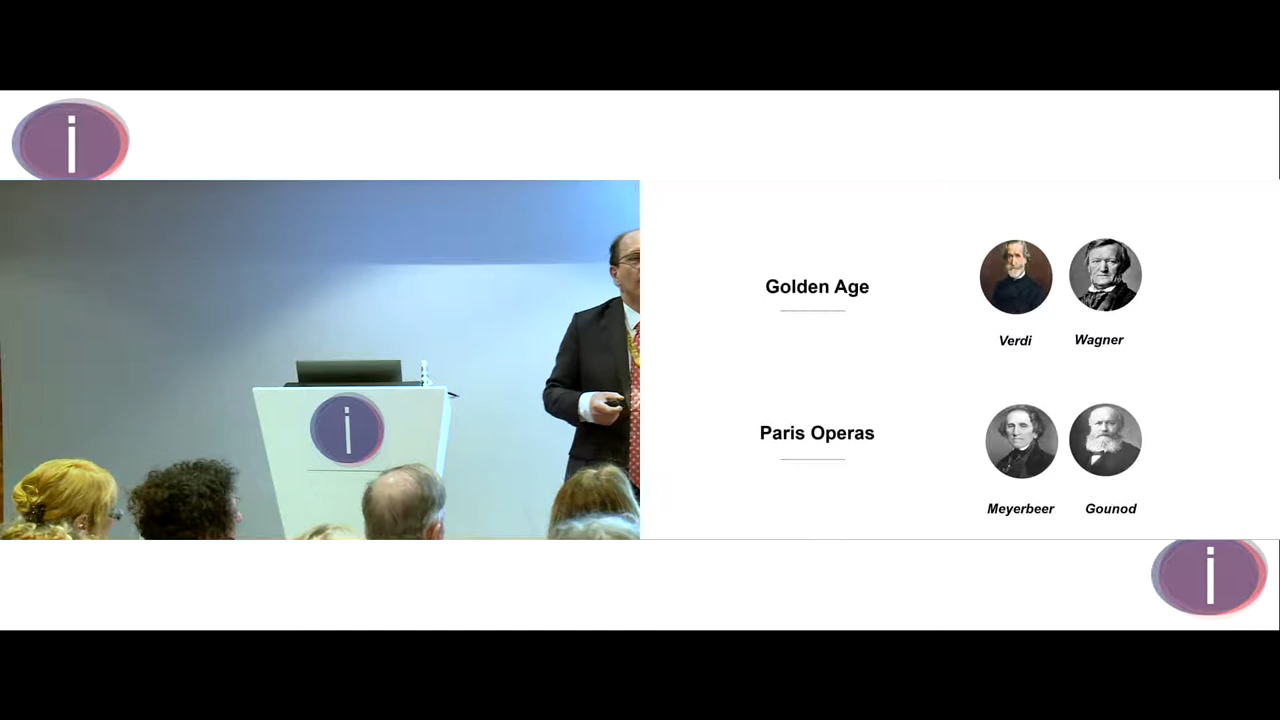 i
i
Golden Age
Verdi Wagner
Paris Operas
Meyerbeer Gounod
i